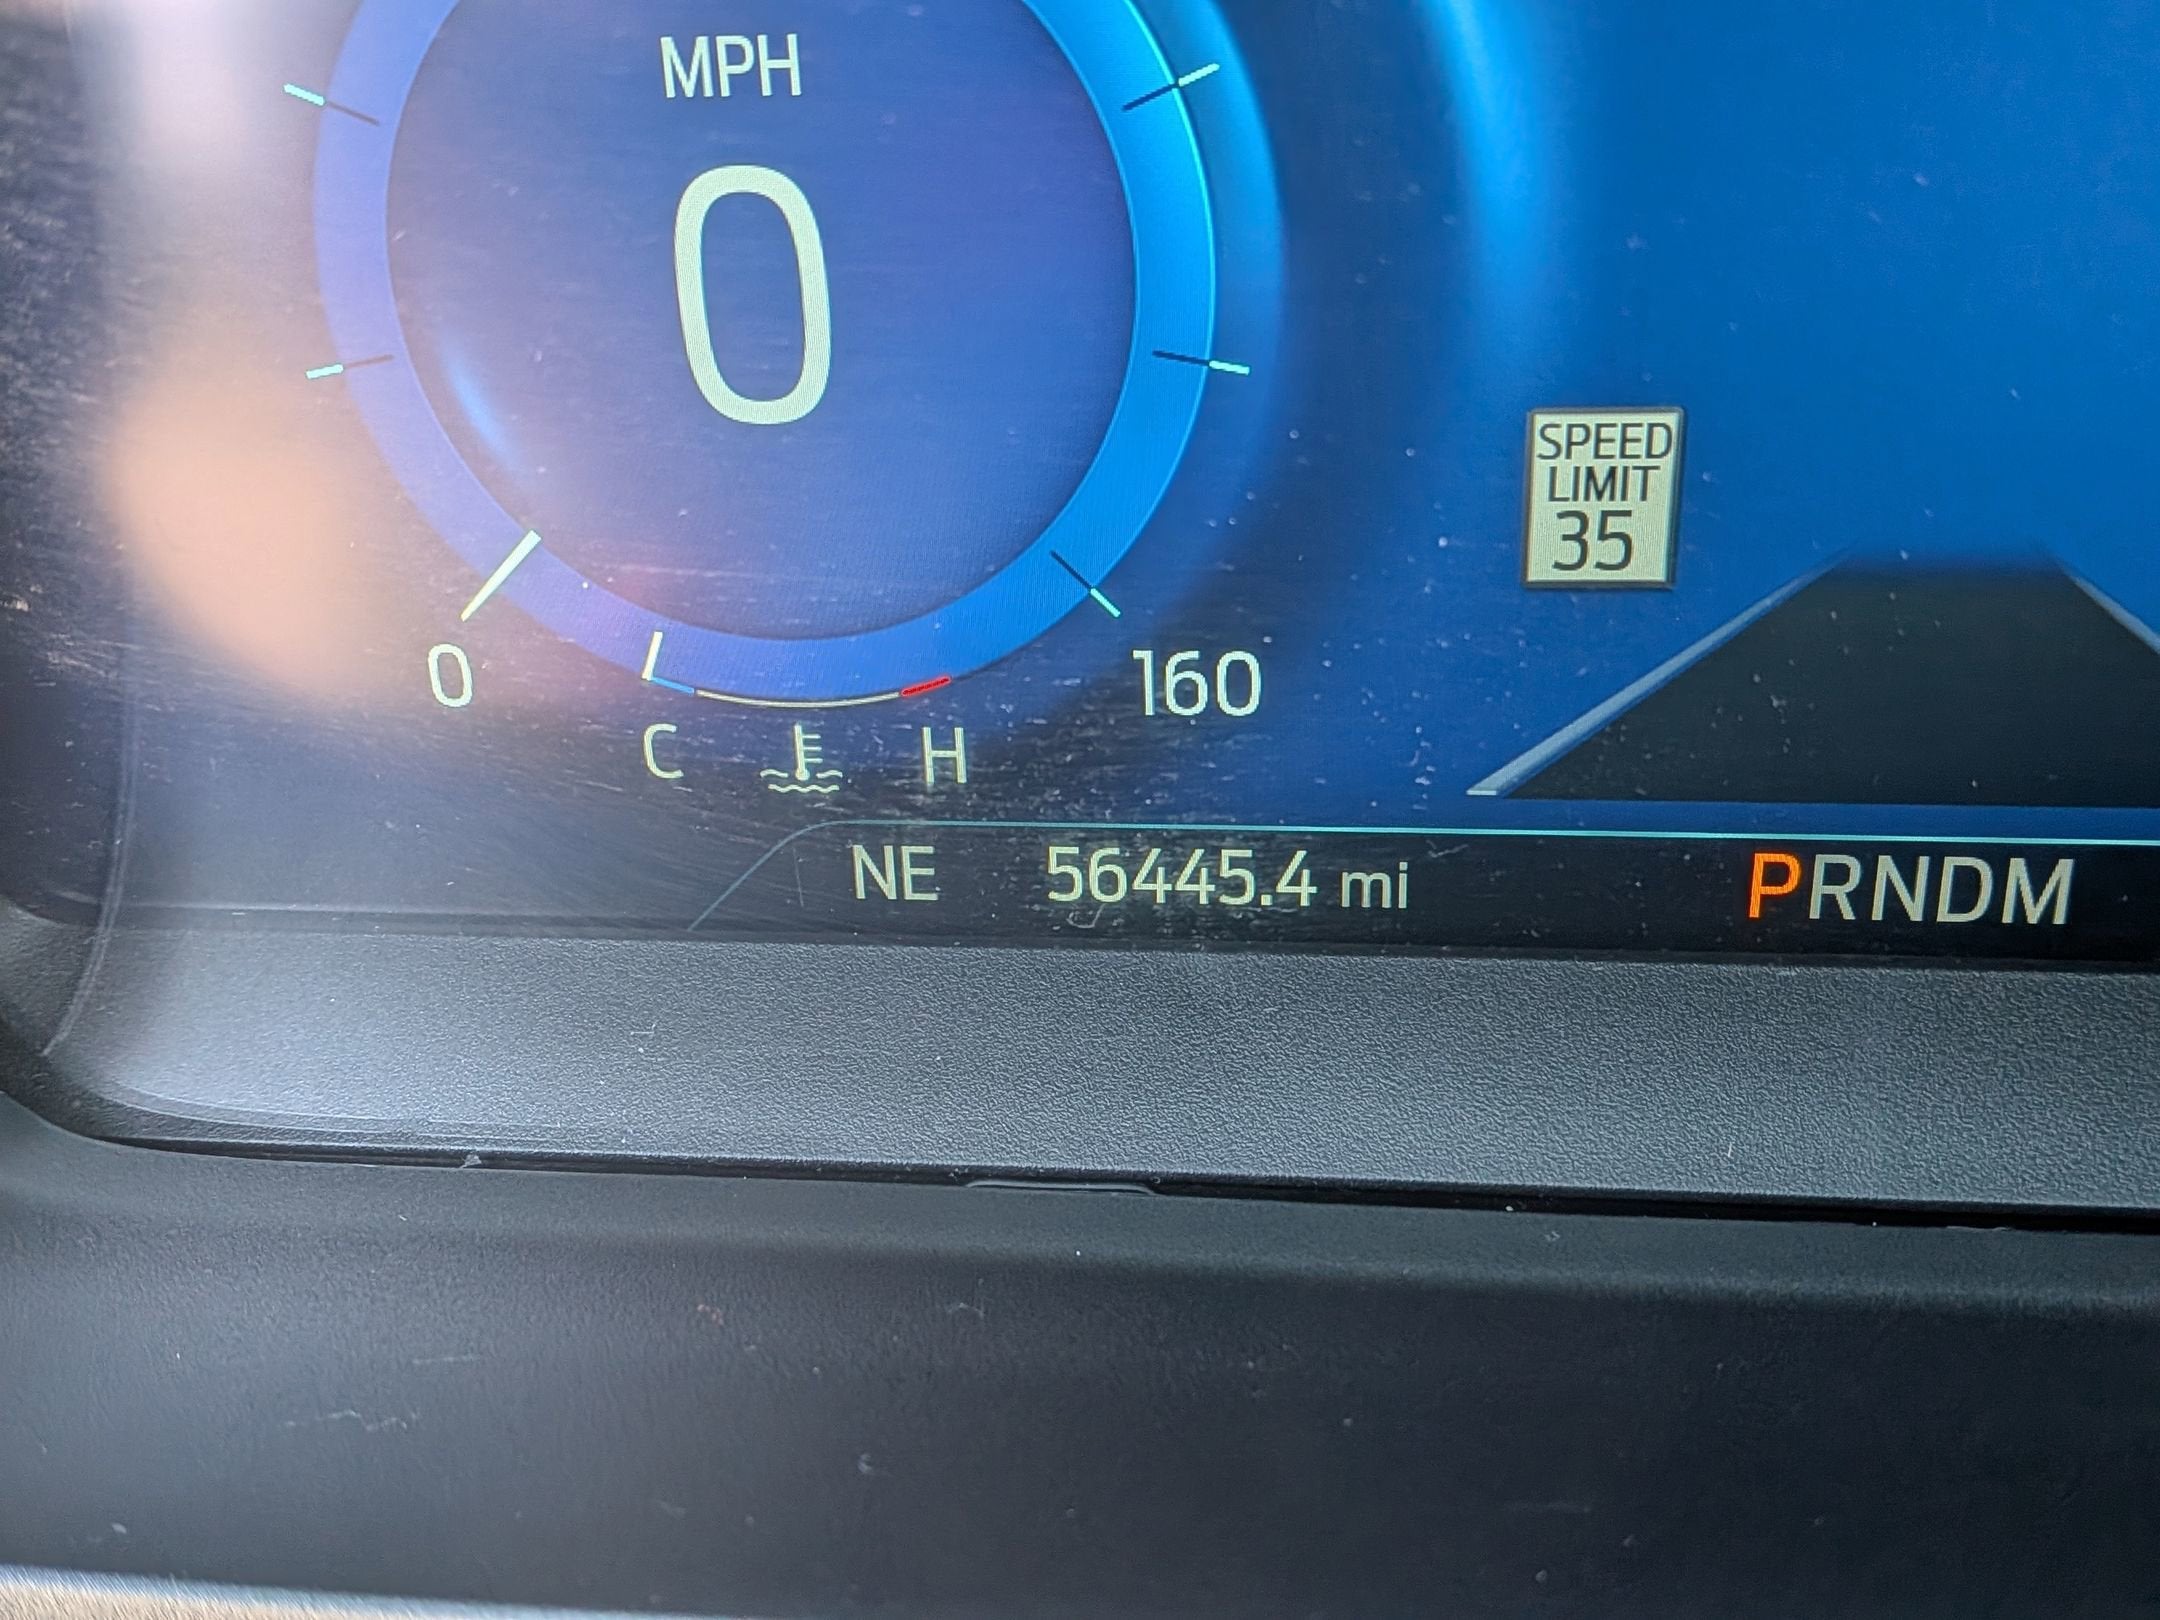 MPH
0
SPEED
LIMIT
35
0
160
C
H
NE 56445.4 mi PRNDM